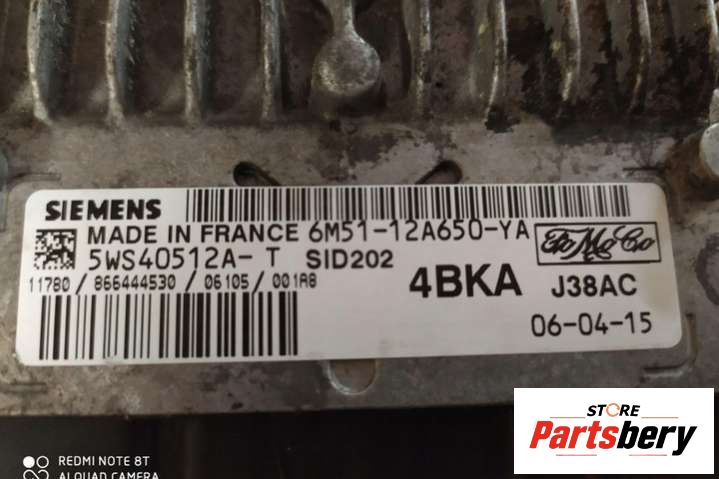 SIEMENS
MADE IN FRANCE 6M51-12A650-YA
5WS40512A- T SID202
FoMoCo
11780 / 866444530 / 06105 / 001A8
4BKA J38AC
06-04-15
STORE
Partsbery
REDMI NOTE 8T
AI QUAD CAMERA